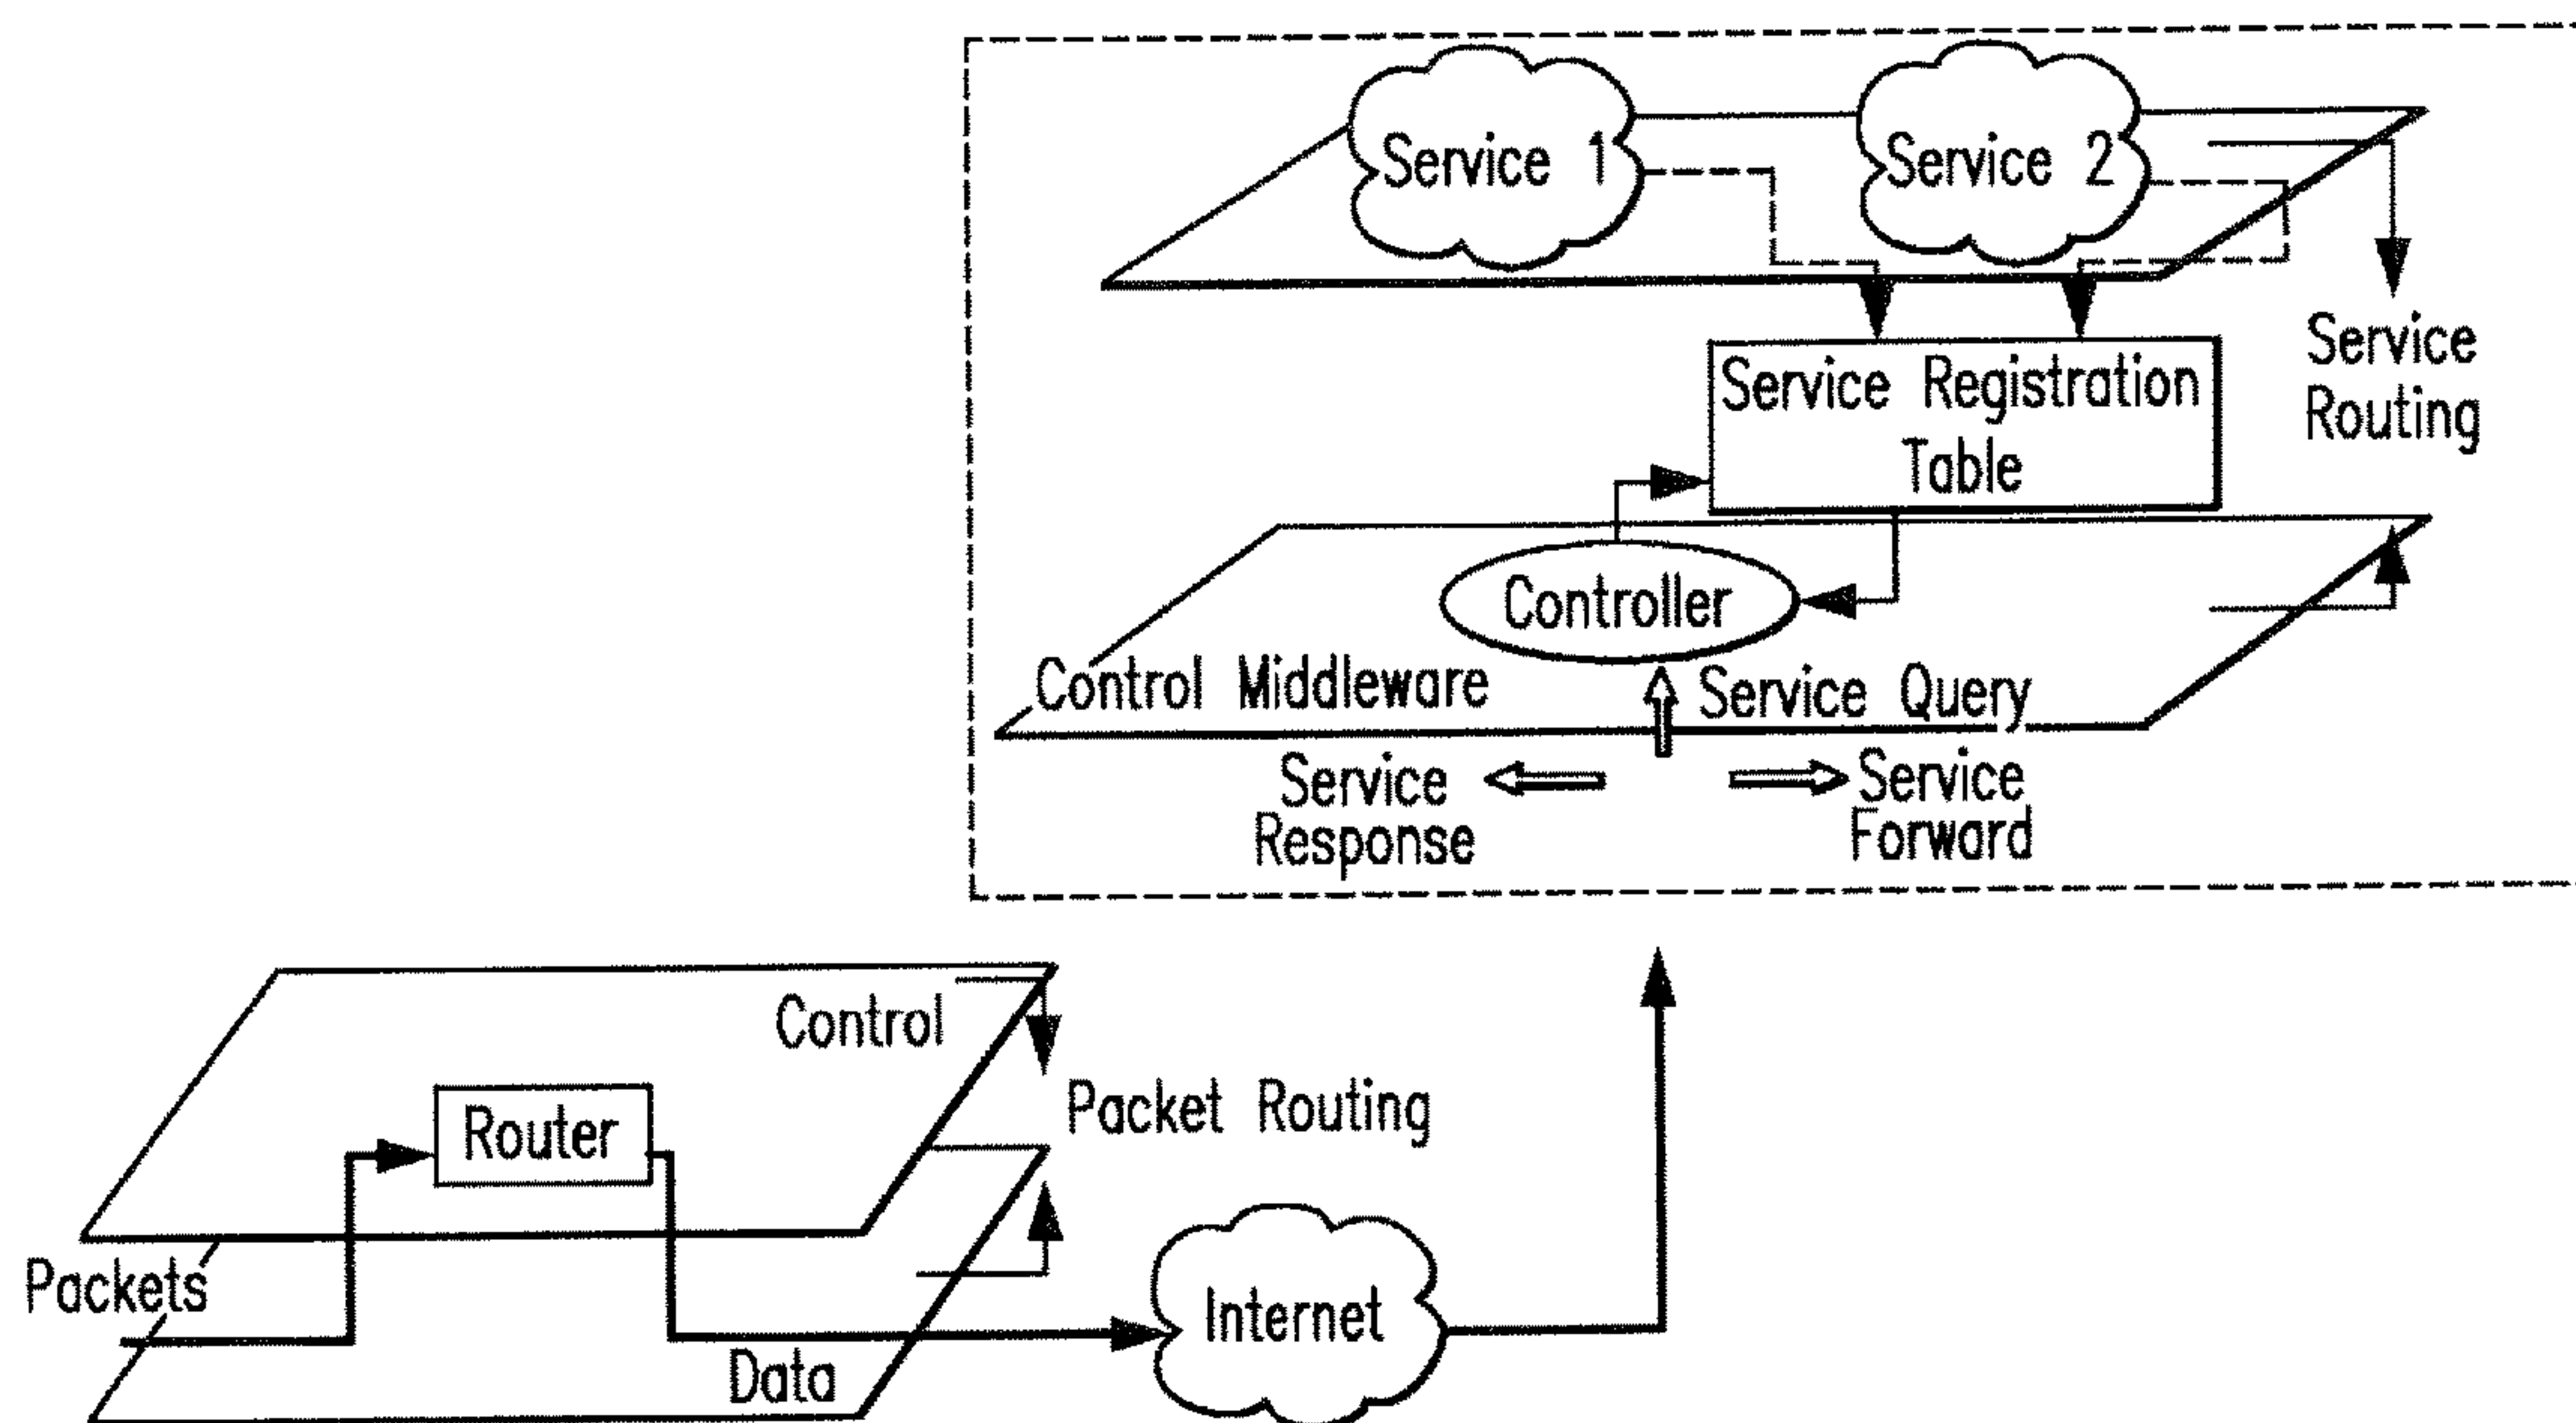 Service 1
Service 2
Service Registration
Table
Service
Routing
Controller
Control Middleware
Service Query
Service
Response
Service
Forward
Control
Router
Packet Routing
Packets
Internet
Data